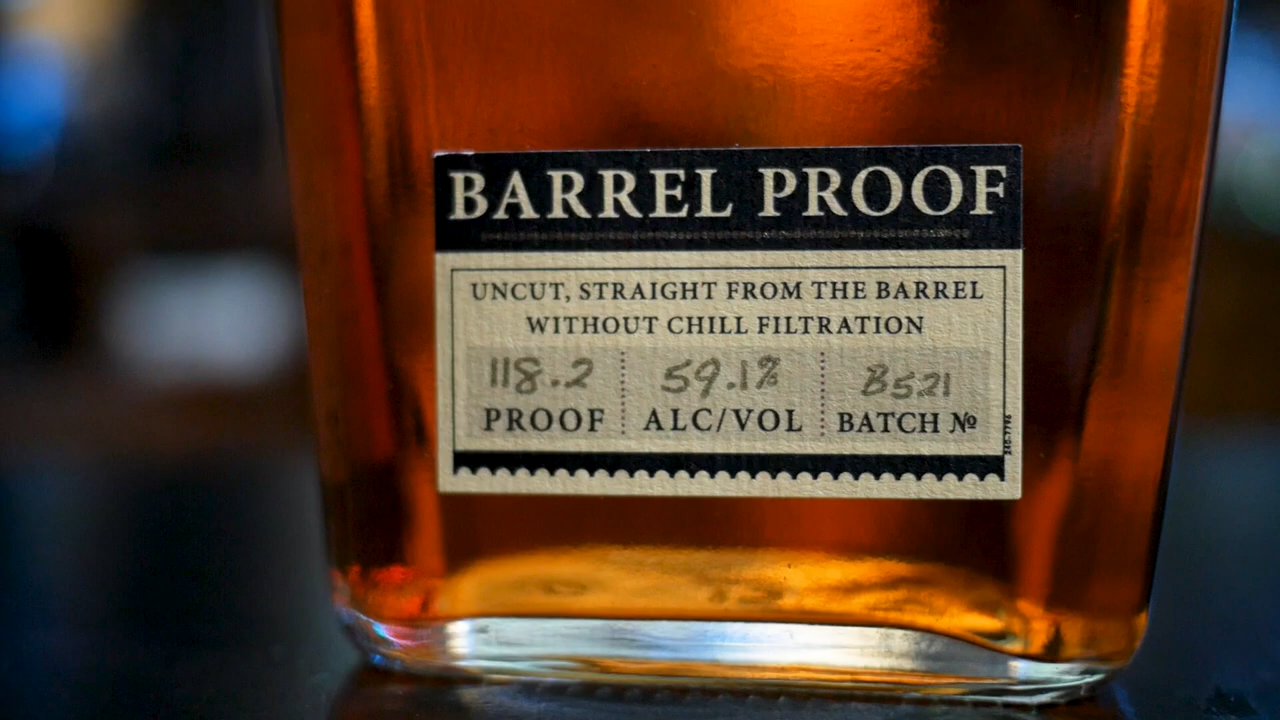 BARREL PROOF
UNCUT, STRAIGHT FROM THE BARREL
WITHOUT CHILL FILTRATION
118.2 59.1% B521
PROOF ALC/VOL BATCH №